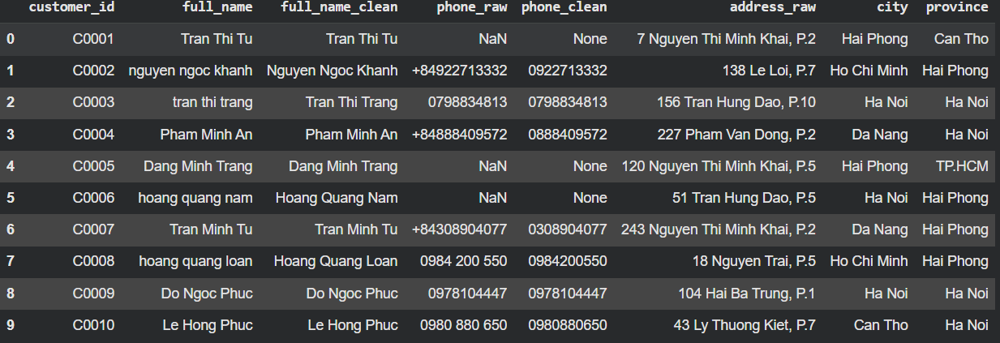 customer_id full_name full_name_clean phone_raw phone_clean address_raw city province
0 C0001 Tran Thi Tu Tran Thi Tu NaN None 7 Nguyen Thi Minh Khai, P.2 Hai Phong Can Tho
1 C0002 nguyen ngoc khanh Nguyen Ngoc Khanh +84922713332 0922713332 138 Le Loi, P.7 Ho Chi Minh Hai Phong
2 C0003 tran thi trang Tran Thi Trang 0798834813 0798834813 156 Tran Hung Dao, P.10 Ha Noi Ha Noi
3 C0004 Pham Minh An Pham Minh An +84888409572 0888409572 227 Pham Van Dong, P.2 Da Nang Ha Noi
4 C0005 Dang Minh Trang Dang Minh Trang NaN None 120 Nguyen Thi Minh Khai, P.5 Hai Phong TP.HCM
5 C0006 hoang quang nam Hoang Quang Nam NaN None 51 Tran Hung Dao, P.5 Ha Noi Hai Phong
6 C0007 Tran Minh Tu Tran Minh Tu +84308904077 0308904077 243 Nguyen Thi Minh Khai, P.2 Da Nang Hai Phong
7 C0008 hoang quang loan Hoang Quang Loan 0984 200 550 0984200550 18 Nguyen Trai, P.5 Ho Chi Minh Hai Phong
8 C0009 Do Ngoc Phuc Do Ngoc Phuc 0978104447 0978104447 104 Hai Ba Trung, P.1 Ha Noi Ha Noi
9 C0010 Le Hong Phuc Le Hong Phuc 0980 880 650 0980880650 43 Ly Thuong Kiet, P.7 Can Tho Ha Noi